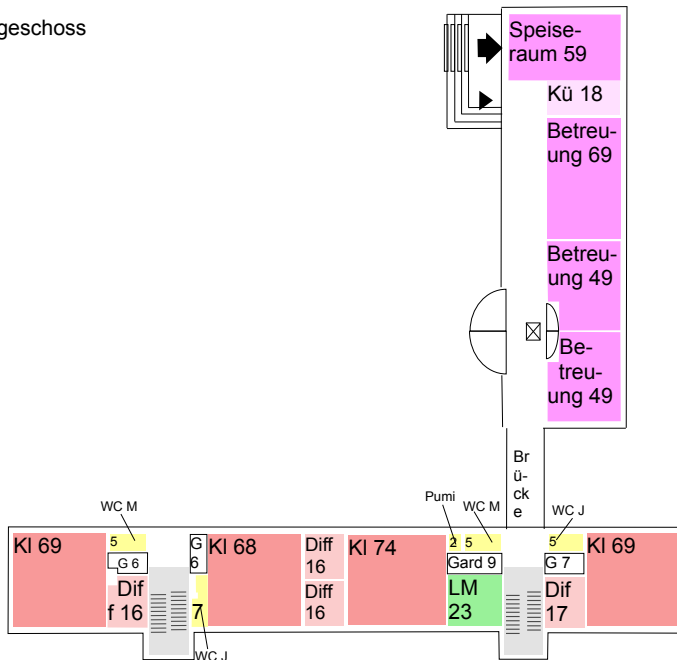 geschoss
Speise-
raum 59
Kü 18
Betreu-
ung 69
Betreu-
ung 49
Be-
treu-
ung 49
Br
ü-
ck
e
WC M
Pumi
WC M
WC J
Kl 69
5
G 6
Dif
f 16
G
6
7
WC J
Kl 68
Diff
16
Diff
16
Kl 74
2
5
Gard 9
LM
23
5
G 7
Dif
17
Kl 69